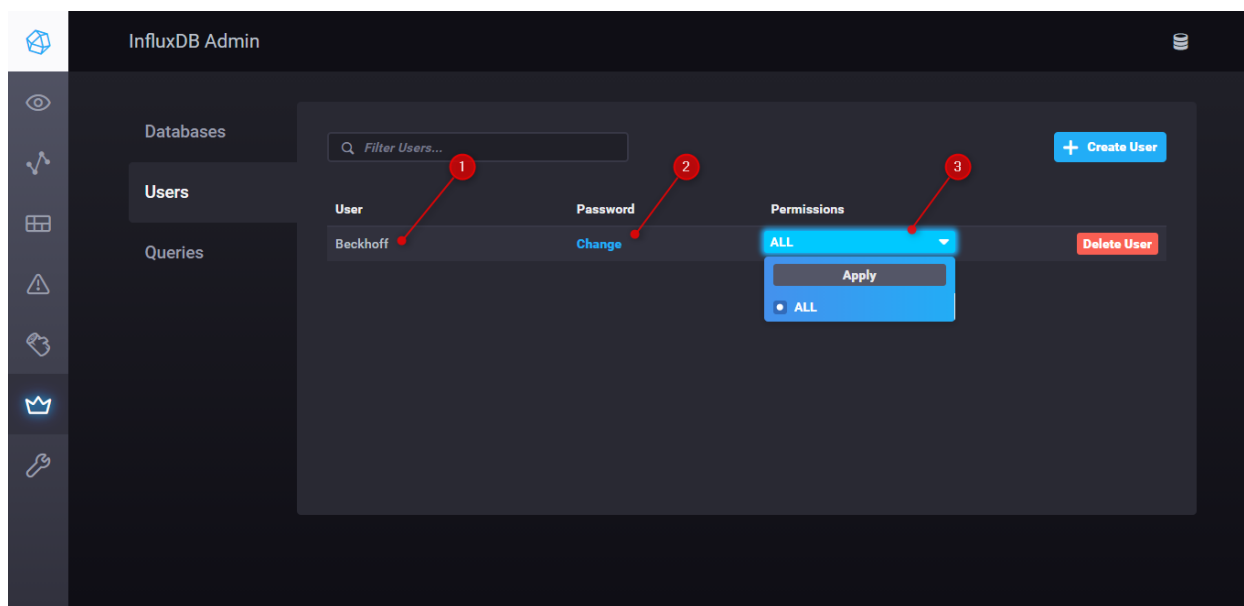 InfluxDB Admin
Databases
Users
Queries
Filter Users...
+ Create User
1
2
3
User Password Permissions
Beckhoff Change ALL Delete User
Apply
ALL